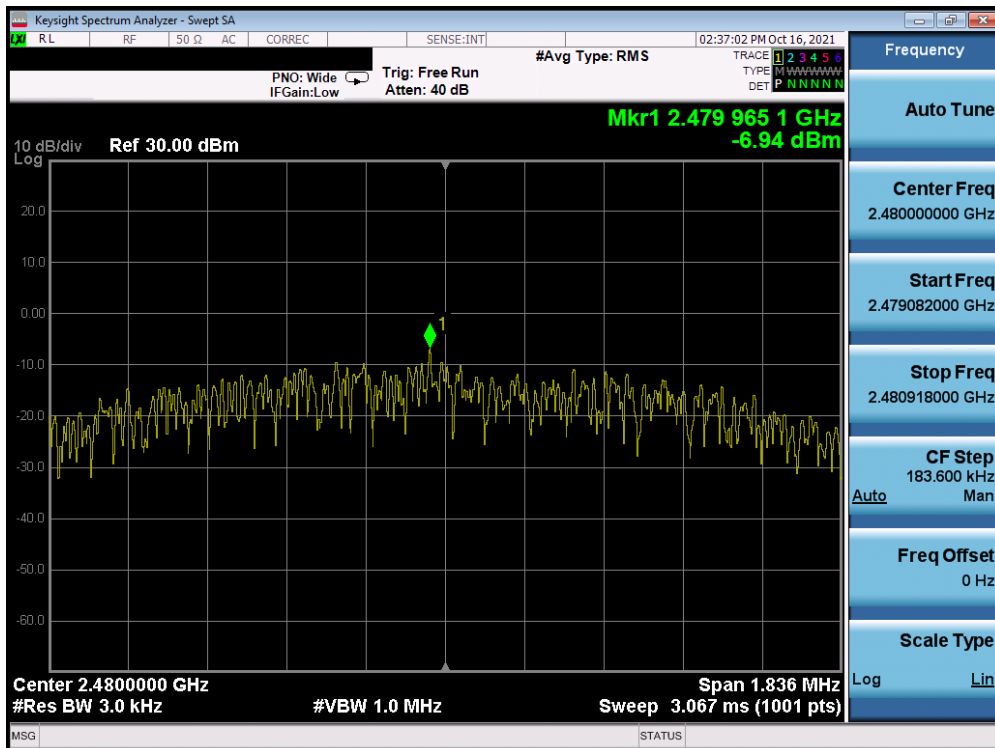 Keysight Spectrum Analyzer - Swept SA
LXI RL RF 50 Ω AC CORREC SENSE:INT 02:37:02 PM Oct 16, 2021
PNO: Wide
IFGain:Low
Trig: Free Run
Atten: 40 dB
#Avg Type: RMS
TRACE 1 2 3 4 5 6
TYPE M WWWWW
DET P N N N N N
Mkr1 2.479 965 1 GHz
-6.94 dBm
10 dB/div Ref 30.00 dBm
Log
20.0
10.0
0.00
-10.0
-20.0
-30.0
-40.0
-50.0
-60.0
1
Center 2.4800000 GHz
Span 1.836 MHz
#Res BW 3.0 kHz
#VBW 1.0 MHz
Sweep 3.067 ms (1001 pts)
MSG
STATUS
Frequency
Auto Tune
Center Freq
2.480000000 GHz
Start Freq
2.479082000 GHz
Stop Freq
2.480918000 GHz
CF Step
183.600 kHz
Auto Man
Freq Offset
0 Hz
Scale Type
Log Lin